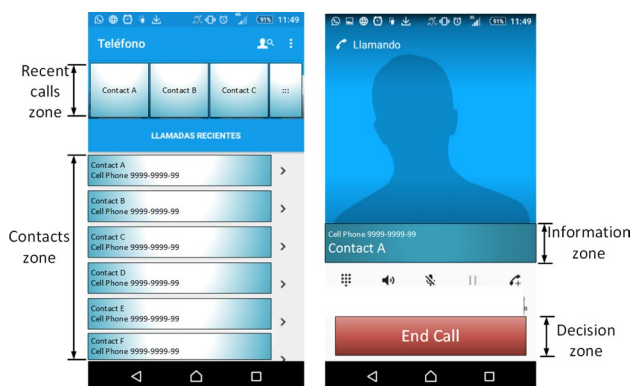 91% 11:49
Teléfono
Recent
calls
zone
Contact A
Contact B
Contact C
LLAMADAS RECIENTES
Contacts
zone
Contact A
Cell Phone 9999-9999-99
Contact B
Cell Phone 9999-9999-99
Contact C
Cell Phone 9999-9999-99
Contact D
Cell Phone 9999-9999-99
Contact E
Cell Phone 9999-9999-99
Contact F
Cell Phone 9999-9999-99
91% 11:49
Llamando
Cell Phone 9999-9999-99
Contact A
Information
zone
End Call
Decision
zone